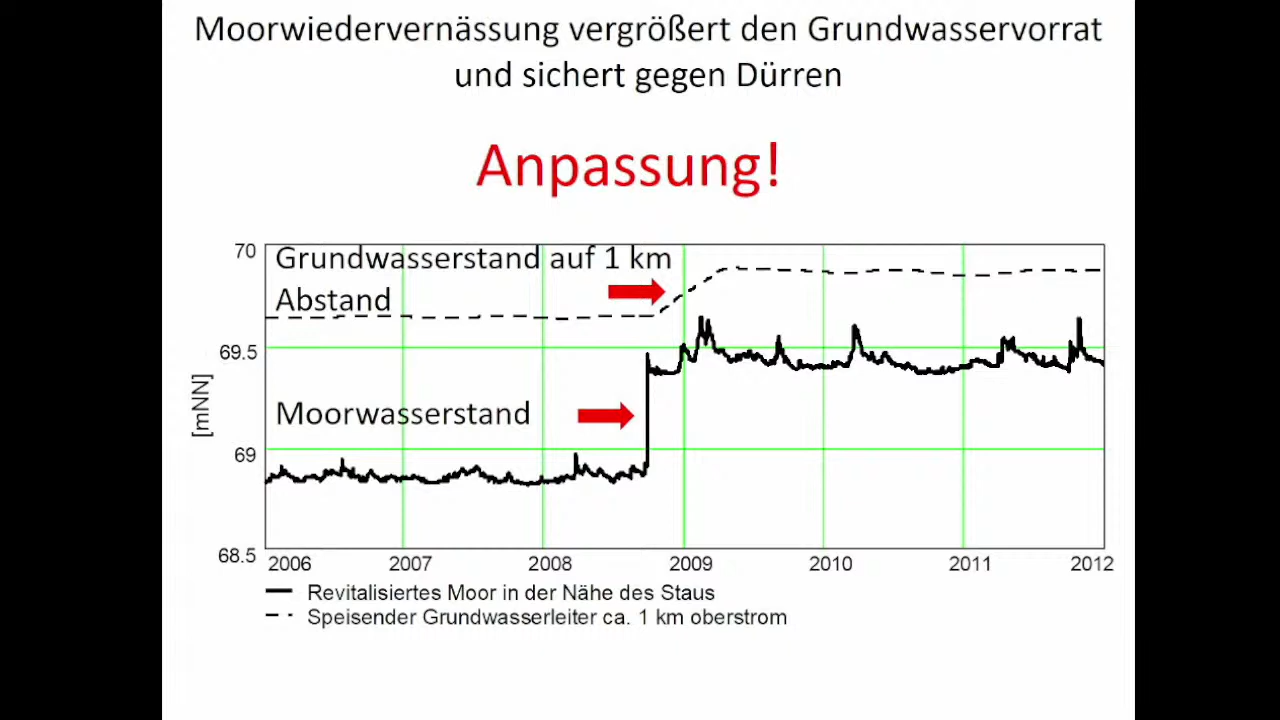 Moorwiedervernässung vergrößert den Grundwasservorrat
und sichert gegen Dürren
Anpassung!
70
Grundwasserstand auf 1 km
Abstand
69.5
[mNN]
Moorwasserstand
69
68.5
2006 2007 2008 2009 2010 2011 2012
Revitalisiertes Moor in der Nähe des Staus
Speisender Grundwasserleiter ca. 1 km oberstrom